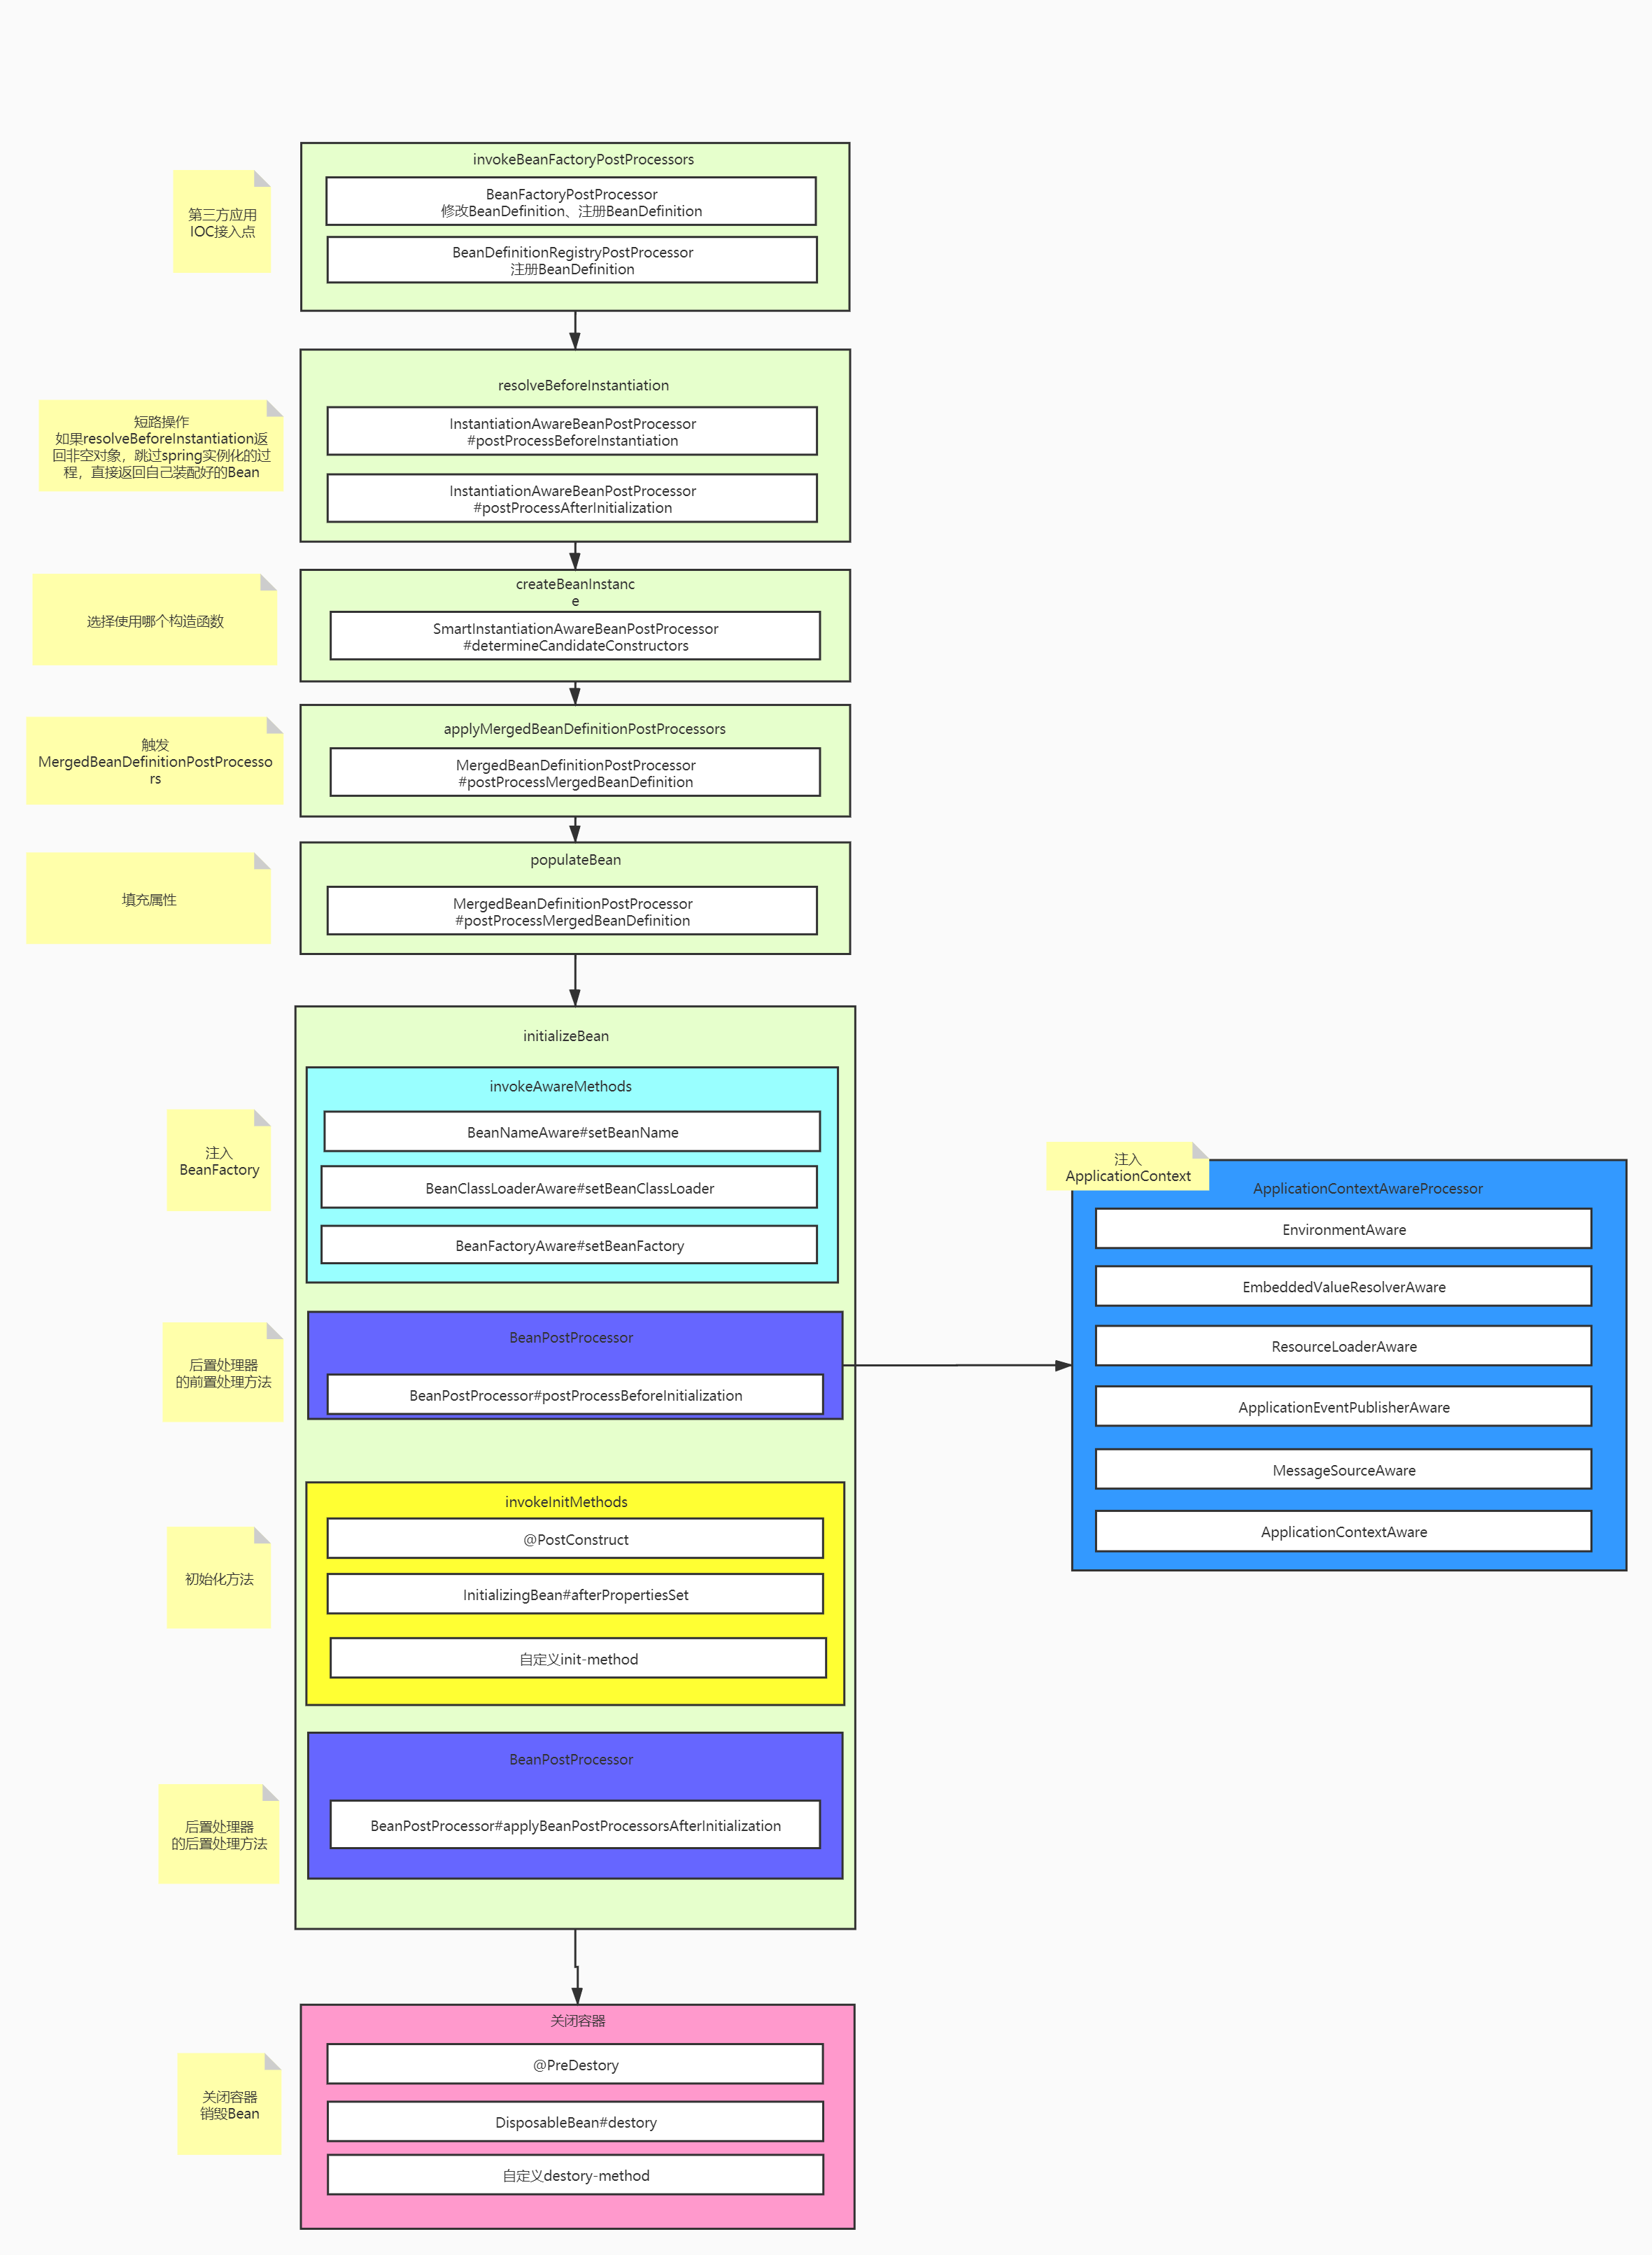 invokeBeanFactoryPostProcessors
BeanFactoryPostProcessor
修改BeanDefinition、注册BeanDefinition
BeanDefinitionRegistryPostProcessor
注册BeanDefinition
第三方应用
IOC接入点
resolveBeforeInstantiation
InstantiationAwareBeanPostProcessor
#postProcessBeforeInstantiation
InstantiationAwareBeanPostProcessor
#postProcessAfterInitialization
短路操作
如果resolveBeforeInstantiation返
回非空对象，跳过spring实例化的过
程，直接返回自己装配好的Bean
createBeanInstanc
e
SmartInstantiationAwareBeanPostProcessor
#determineCandidateConstructors
选择使用哪个构造函数
applyMergedBeanDefinitionPostProcessors
MergedBeanDefinitionPostProcessor
#postProcessMergedBeanDefinition
触发
MergedBeanDefinitionPostProcesso
rs
populateBean
MergedBeanDefinitionPostProcessor
#postProcessMergedBeanDefinition
填充属性
initializeBean
invokeAwareMethods
BeanNameAware#setBeanName
BeanClassLoaderAware#setBeanClassLoader
BeanFactoryAware#setBeanFactory
注入
BeanFactory
BeanPostProcessor
BeanPostProcessor#postProcessBeforeInitialization
后置处理器
的前置处理方法
注入
ApplicationContext
ApplicationContextAwareProcessor
EnvironmentAware
EmbeddedValueResolverAware
ResourceLoaderAware
ApplicationEventPublisherAware
MessageSourceAware
ApplicationContextAware
invokeInitMethods
@PostConstruct
InitializingBean#afterPropertiesSet
自定义init-method
初始化方法
BeanPostProcessor
BeanPostProcessor#applyBeanPostProcessorsAfterInitialization
后置处理器
的后置处理方法
关闭容器
@PreDestory
DisposableBean#destory
自定义destory-method
关闭容器
销毁Bean